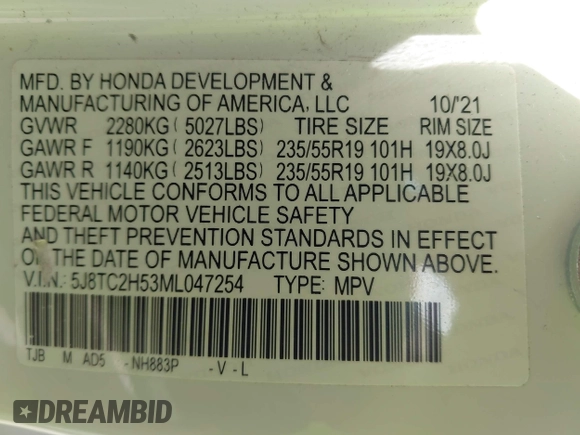 MFD. BY HONDA DEVELOPMENT &
MANUFACTURING OF AMERICA, LLC 10/'21
GVWR 2280KG ( 5027LBS) TIRE SIZE RIM SIZE
GAWR F 1190KG ( 2623LBS) 235/55R19 101H 19X8.0J
GAWR R 1140KG ( 2513LBS) 235/55R19 101H 19X8.0J
THIS VEHICLE CONFORMS TO ALL APPLICABLE
FEDERAL MOTOR VEHICLE SAFETY
AND THEFT PREVENTION STANDARDS IN EFFECT
ON THE DATE OF MANUFACTURE SHOWN ABOVE.
V.I.N.: 5J8TC2H53ML047254 TYPE: MPV
TJB M AD5 - NH883P - V - L
DREAMBID